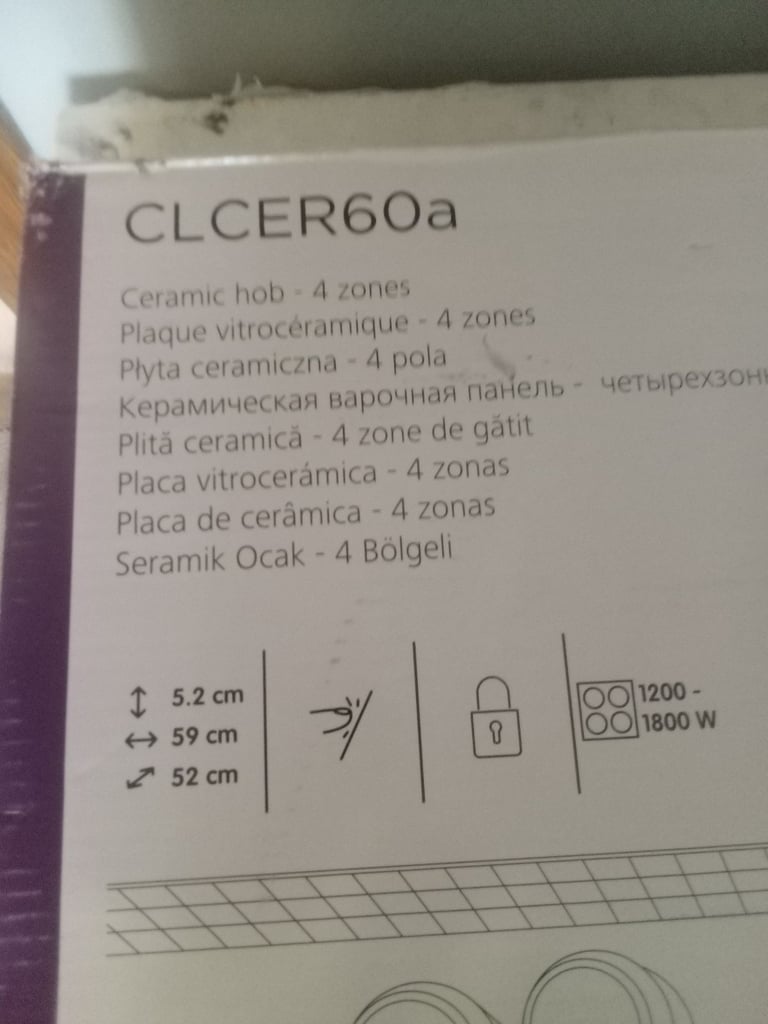 CLCER60a
Ceramic hob - 4 zones
Plaque vitrocéramique - 4 zones
Płyta ceramiczna - 4 pola
Керамическая варочная панель -
Plită ceramică - 4 zone de gătit
Placa vitrocerámica - 4 zonas
Placa de cerâmica - 4 zonas
Seramik Ocak - 4 Bölgeli
5.2 cm
59 cm
52 cm
1200 -
1800 W